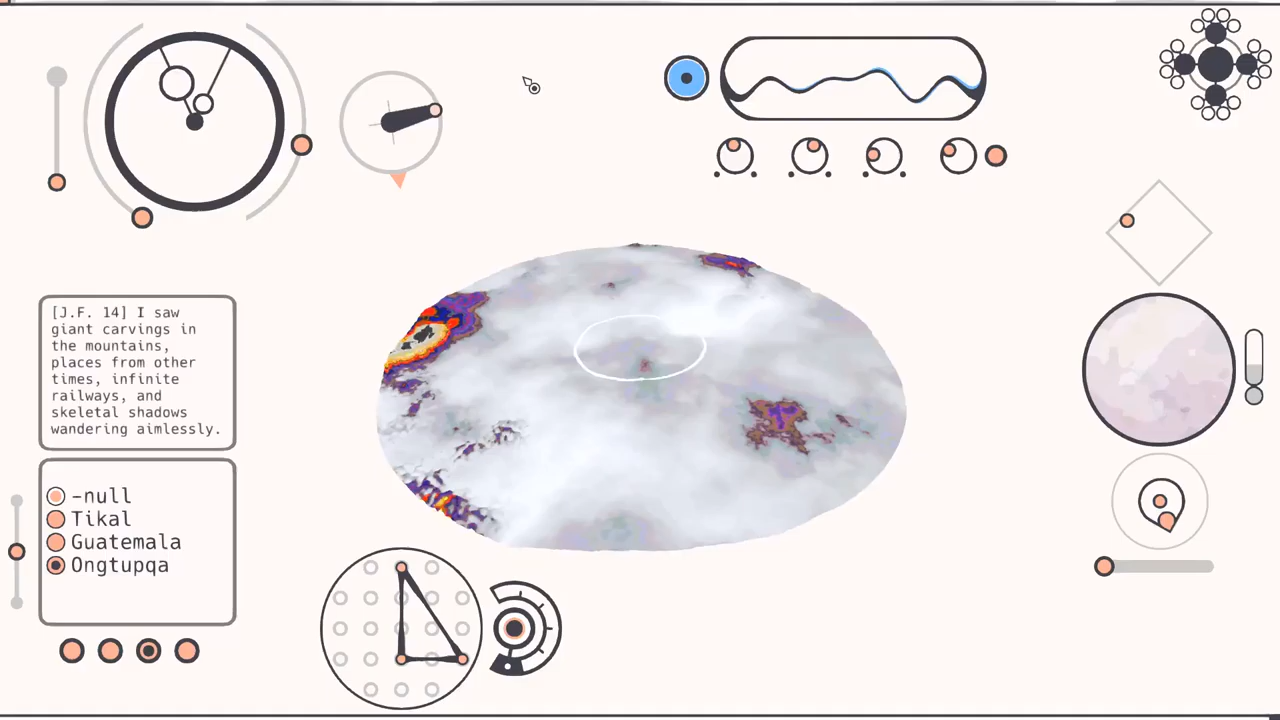 [J.F. 14] I saw
giant carvings in
the mountains,
places from other
times, infinite
railways, and
skeletal shadows
wandering aimlessly.
-null
Tikal
Guatemala
Ongtupqa